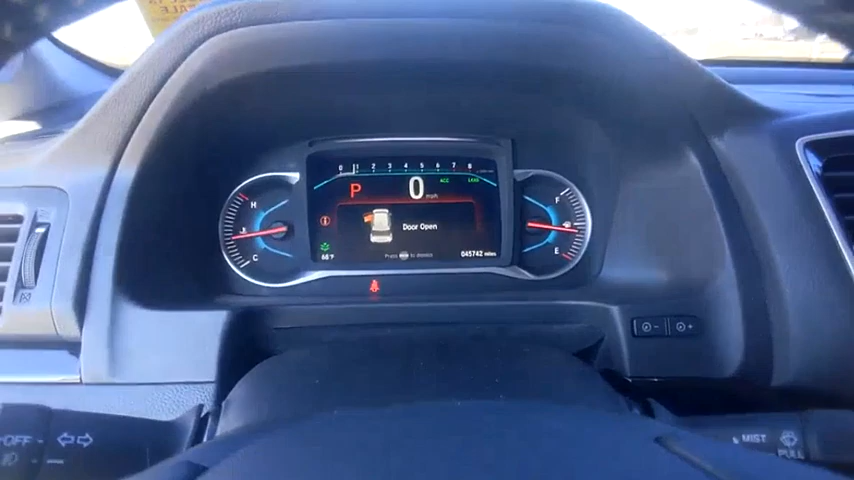 0 1 2 3 4 5 6 7 8
P 0 mph
ACC LKAS
H
C
F
E
Door Open
68°F
Press to dismiss
045742 miles
OFF
MIST
PULL